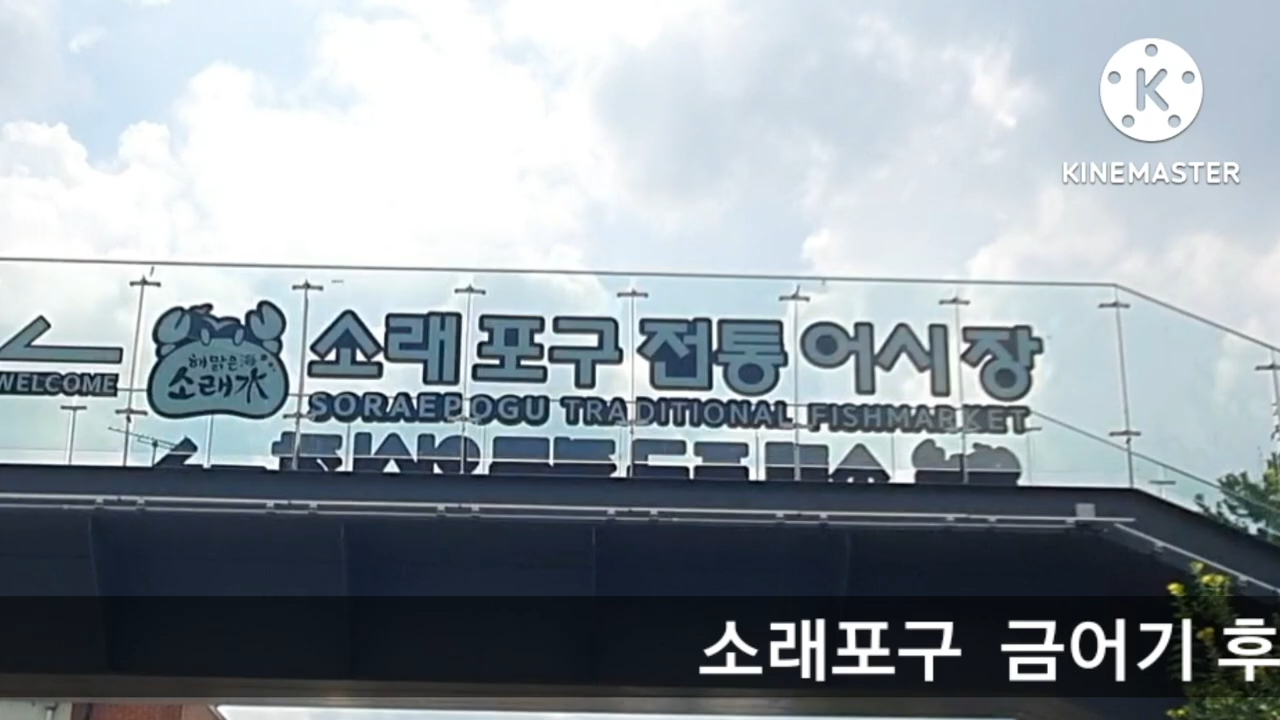 KINEMASTER
WELCOME
해맑은海
소래水
소래포구 전통 어시장
SORAEPOGU TRADITIONAL FISHMARKET
소래포구 금어기 후